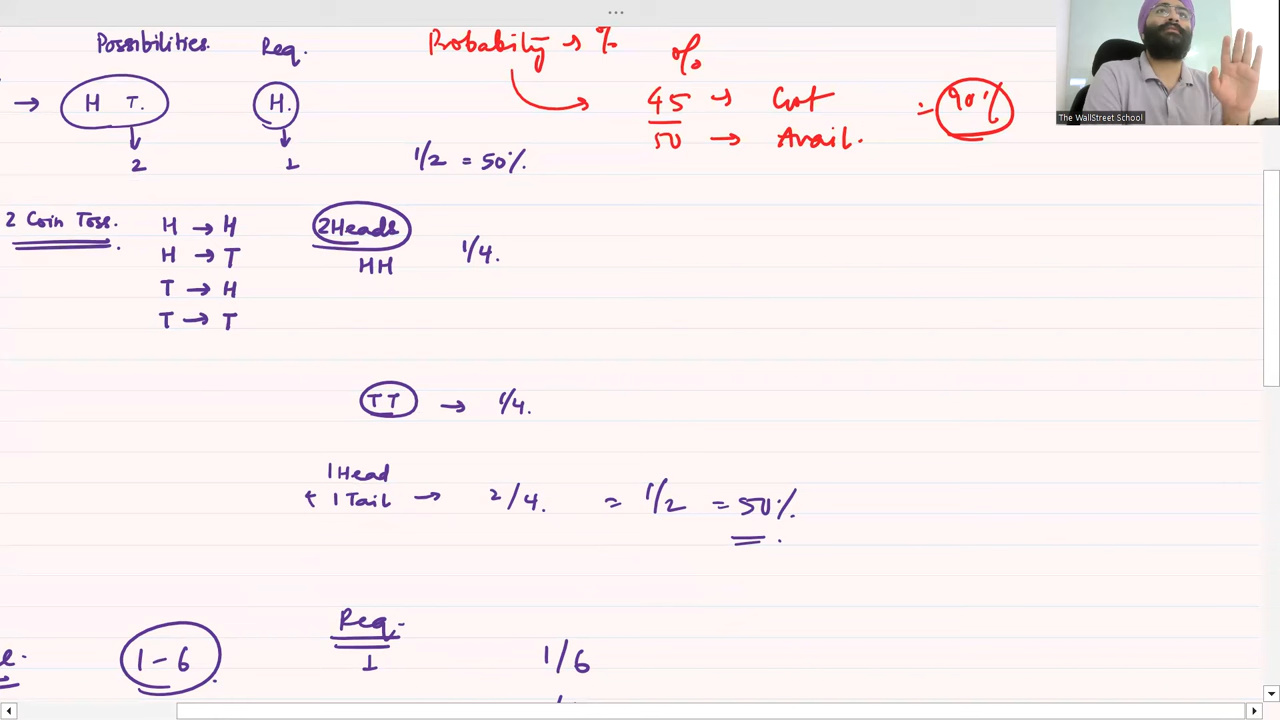 Possibilities. Req.
Probability → %
%
→ H T. H.
45 → Got = 90%
50 → Avail.
2 1
1/2 = 50%.
2 Coin Toss. H → H 2Heads
1/4.
H → T HH
T → H
T → T
TT → 1/4.
1 Head
+ 1 Tail → 2/4. = 1/2 = 50%.
Req.
1-6 1 1/6
The WallStreet School